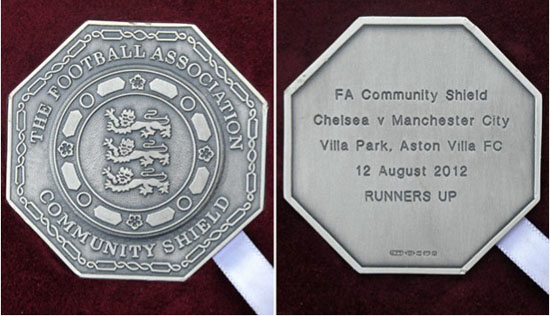 THE FOOTBALL ASSOCIATION
COMMUNITY SHIELD
FA Community Shield
Chelsea v Manchester City
Villa Park, Aston Villa FC
12 August 2012
RUNNERS UP